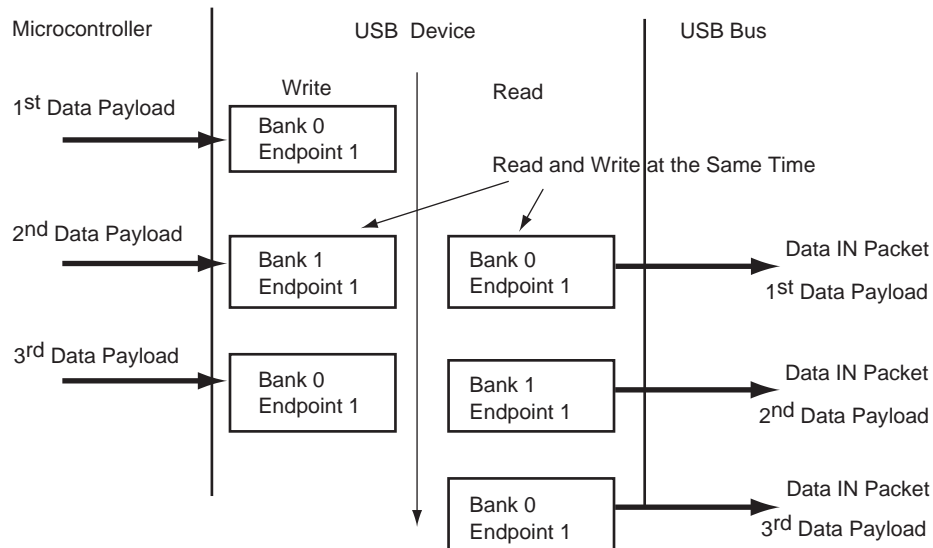 Microcontroller
USB Device
USB Bus
Write
Read
1st Data Payload
Bank 0
Endpoint 1
Read and Write at the Same Time
2nd Data Payload
Bank 1
Endpoint 1
Bank 0
Endpoint 1
Data IN Packet
1st Data Payload
3rd Data Payload
Bank 0
Endpoint 1
Bank 1
Endpoint 1
Data IN Packet
2nd Data Payload
Bank 0
Endpoint 1
Data IN Packet
3rd Data Payload